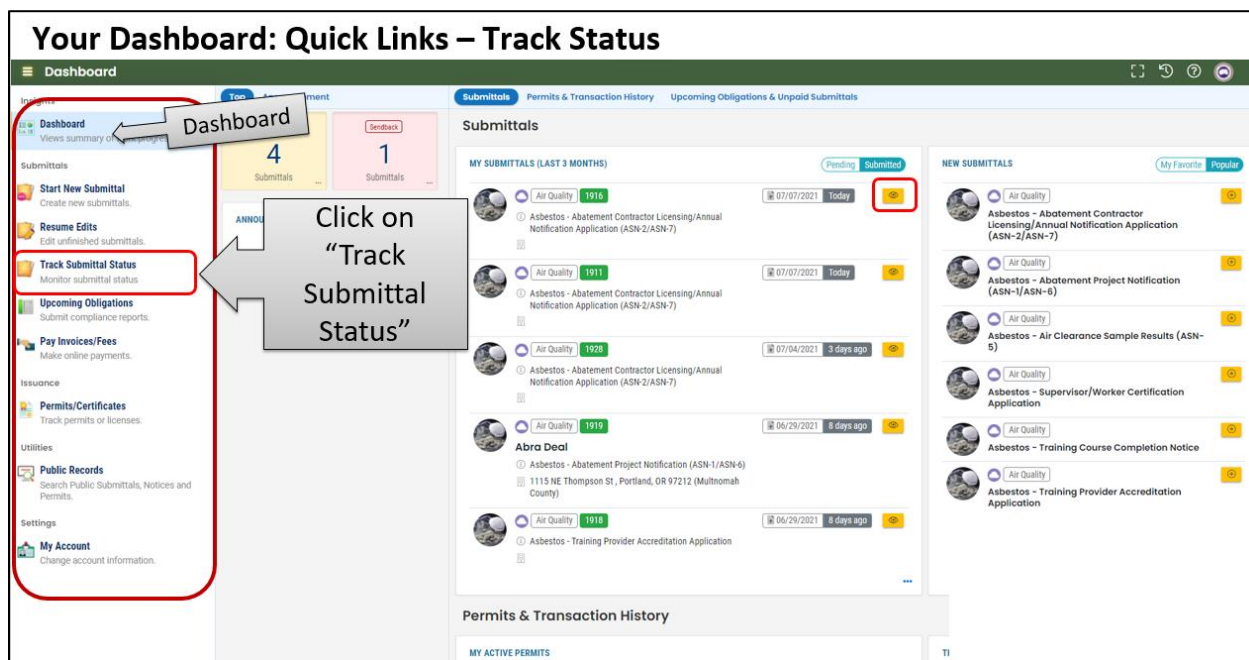 Your Dashboard: Quick Links – Track Status
Dashboard
Insights
Dashboard
Views summary of
Submittals
Start New Submittal
Create new submittals.
Resume Edits
Edit unfinished submittals.
Track Submittal Status
Monitor submittal status
Upcoming Obligations
Submit compliance reports.
Pay Invoices/Fees
Make online payments.
Issuance
Permits/Certificates
Track permits or licenses.
Utilities
Public Records
Search Public Submittals, Notices and
Permits.
Settings
My Account
Change account information.
Dashboard
Click on
“Track
Submittal
Status”
Top
4
Submittals
...
Sendback
1
Submittals
...
Submittals Permits & Transaction History Upcoming Obligations & Unpaid Submittals
Submittals
MY SUBMITTALS (LAST 3 MONTHS) Pending Submitted
Air Quality 1916 07/07/2021 Today
Asbestos - Abatement Contractor Licensing/Annual
Notification Application (ASN-2/ASN-7)
Air Quality 1911 07/07/2021 Today
Asbestos - Abatement Contractor Licensing/Annual
Notification Application (ASN-2/ASN-7)
Air Quality 1928 07/04/2021 3 days ago
Asbestos - Abatement Contractor Licensing/Annual
Notification Application (ASN-2/ASN-7)
Air Quality 1919 06/29/2021 8 days ago
Abra Deal
Asbestos - Abatement Project Notification (ASN-1/ASN-6)
1115 NE Thompson St , Portland, OR 97212 (Multnomah
County)
Air Quality 1918 06/29/2021 8 days ago
Asbestos - Training Provider Accreditation Application
...
NEW SUBMITTALS My Favorite Popular
Air Quality
Asbestos - Abatement Contractor
Licensing/Annual Notification Application
(ASN-2/ASN-7)
Air Quality
Asbestos - Abatement Project Notification
(ASN-1/ASN-6)
Air Quality
Asbestos - Air Clearance Sample Results (ASN-
5)
Air Quality
Asbestos - Supervisor/Worker Certification
Application
Air Quality
Asbestos - Training Course Completion Notice
Air Quality
Asbestos - Training Provider Accreditation
Application
Permits & Transaction History
MY ACTIVE PERMITS